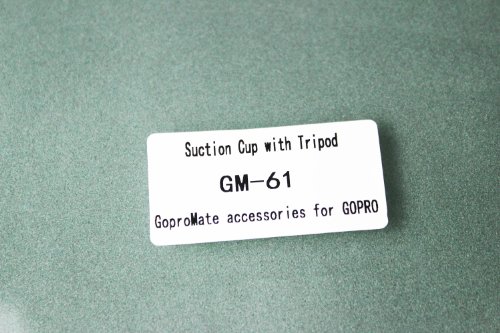 Suction Cup with Tripod
GM-61
GoproMate accessories for GOPRO